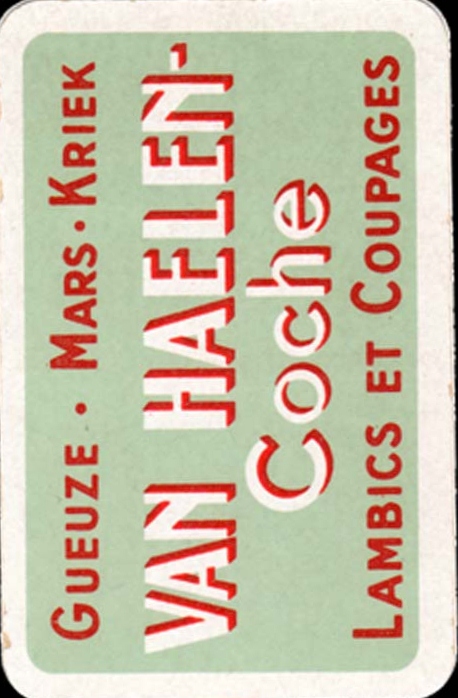 GUEUZE · MARS · KRIEK
VAN HAELEN-
Coche
LAMBICS ET COUPAGES